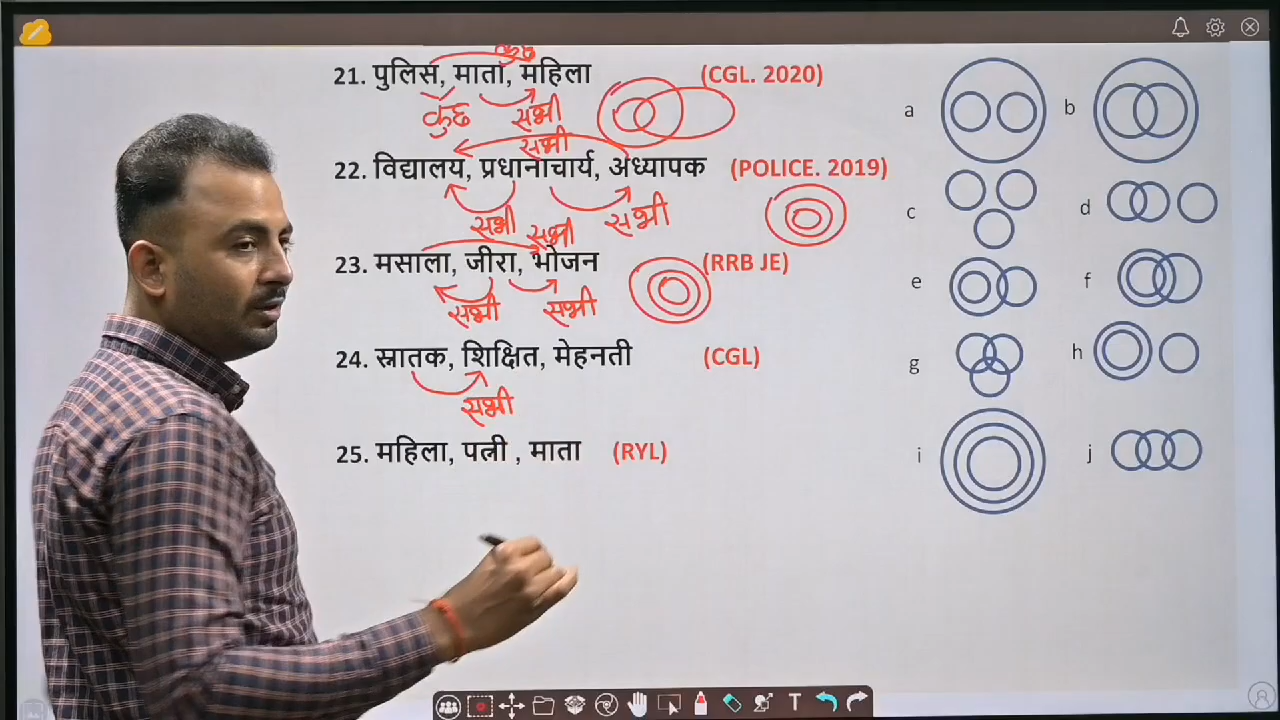 कुछ
21. पुलिस, माता, महिला (CGL. 2020)
कुछ सभी
सभी
22. विद्यालय, प्रधानाचार्य, अध्यापक (POLICE. 2019)
सभी सभी
सभी
23. मसाला, जीरा, भोजन (RRB JE)
सभी सभी
24. स्नातक, शिक्षित, मेहनती (CGL)
सभी
25. महिला, पत्नी , माता (RYL)
a b
c d
e f
g h
i j
T